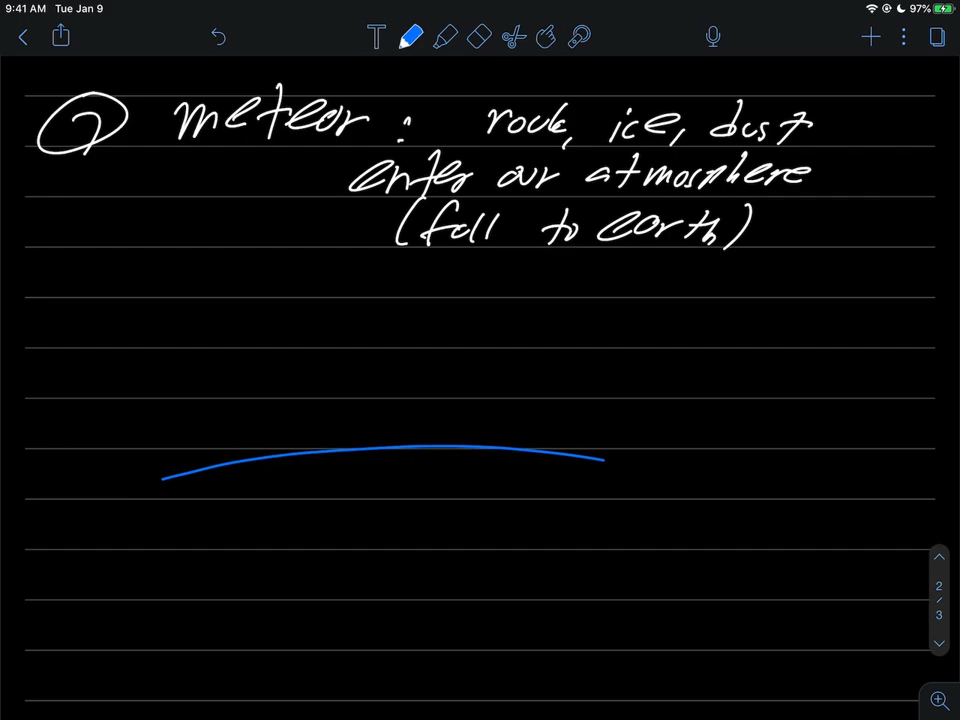 9:41 AM Tue Jan 9 97%
② meteor: rock, ice, dust
enter our atmosphere
(fall to earth)
2
/
3